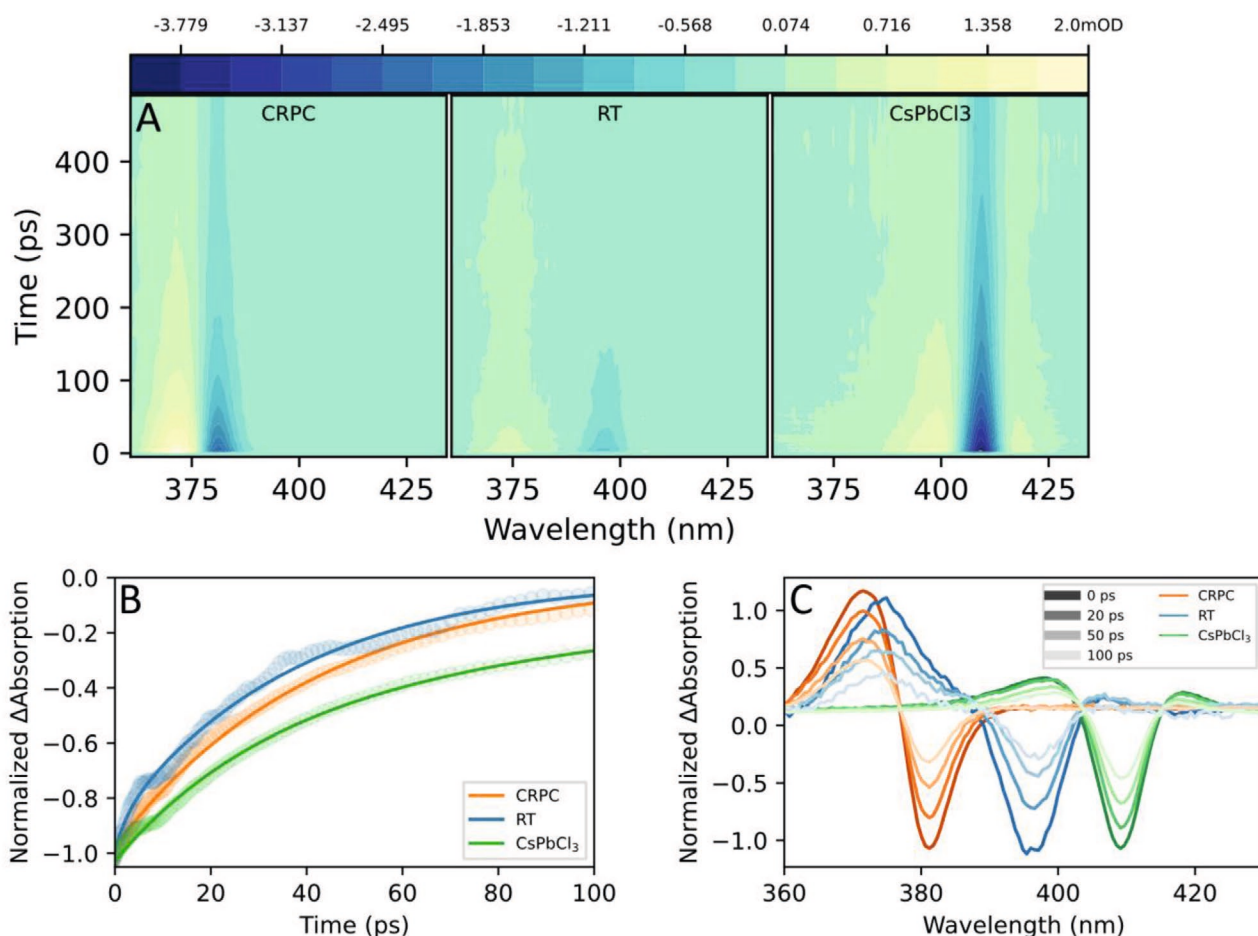 -3.779 -3.137 -2.495 -1.853 -1.211 -0.568 0.074 0.716 1.358 2.0mOD
A CRPC RT CsPbCl3
400
300
200
100
0
Time (ps)
375 400 425 375 400 425 375 400 425
Wavelength (nm)
B
0.0
−0.2
−0.4
−0.6
−0.8
−1.0
Normalized ΔAbsorption
CRPC
RT
CsPbCl₃
0 20 40 60 80 100
Time (ps)
C
1.0
0.5
0.0
−0.5
−1.0
Normalized ΔAbsorption
0 ps
20 ps
50 ps
100 ps
CRPC
RT
CsPbCl₃
360 380 400 420
Wavelength (nm)